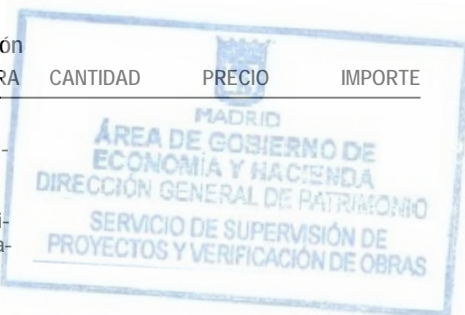 ón
RA CANTIDAD PRECIO IMPORTE
MADRID
ÁREA DE GOBIERNO DE
ECONOMÍA Y HACIENDA
DIRECCIÓN GENERAL DE PATRIMONIO
SERVICIO DE SUPERVISIÓN DE
PROYECTOS Y VERIFICACIÓN DE OBRAS
-
i-
a-